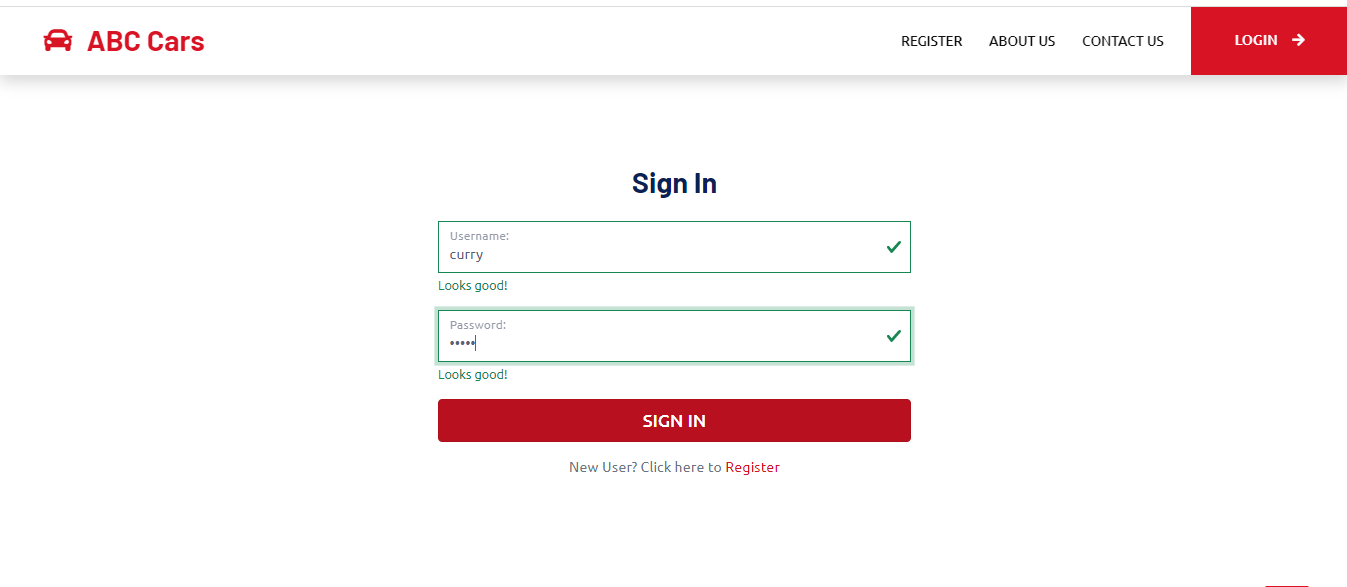 ABC Cars
REGISTER
ABOUT US
CONTACT US
LOGIN
Sign In
Username:
curry
Looks good!
Password:
•••••
Looks good!
SIGN IN
New User? Click here to Register